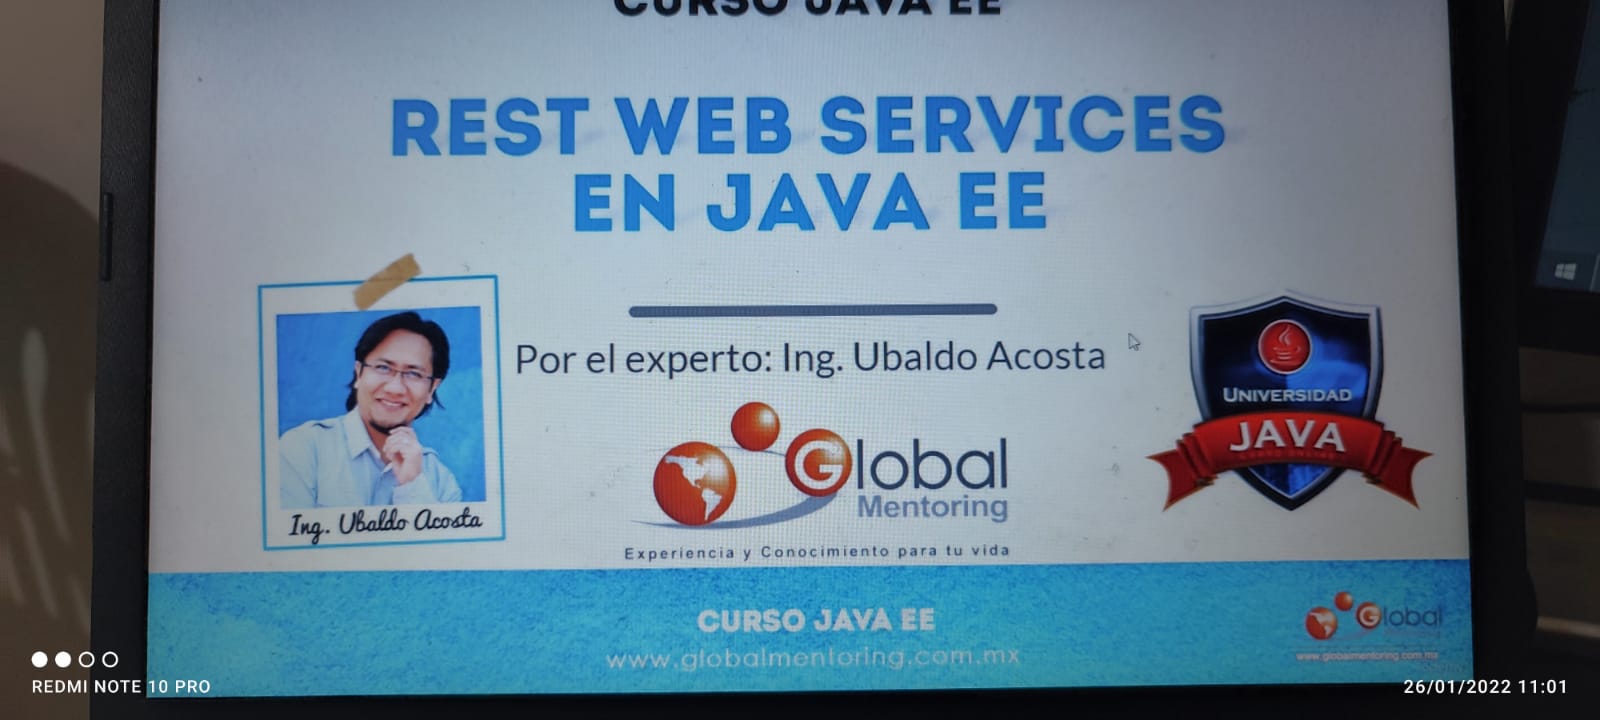 CURSO JAVA EE
REST WEB SERVICES
EN JAVA EE
Por el experto: Ing. Ubaldo Acosta
Ing. Ubaldo Acosta
Global
Mentoring
Experiencia y Conocimiento para tu vida
UNIVERSIDAD
JAVA
CURSO ONLINE
CURSO JAVA EE
www.globalmentoring.com.mx
Global
www.globalmentoring.com.mx
REDMI NOTE 10 PRO
26/01/2022 11:01